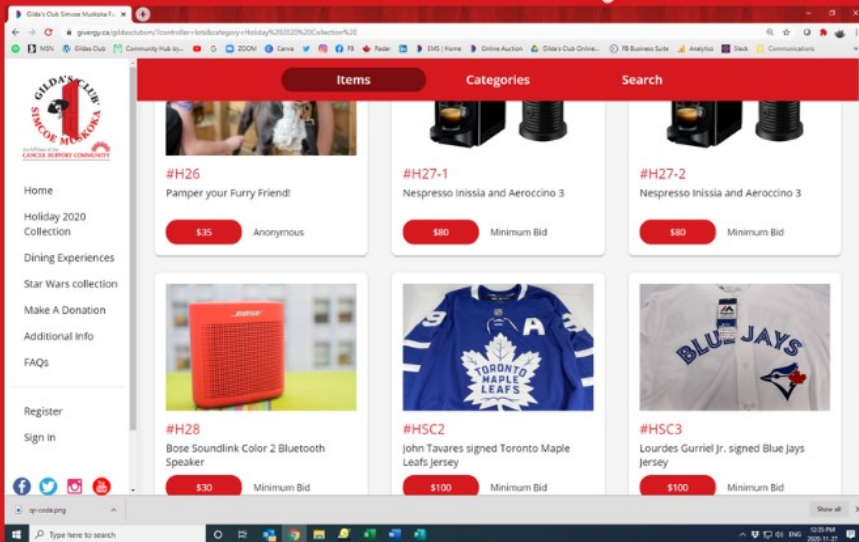 Gilda's Club Simcoe Muskoka F...
givergy.ca/gildasclubsm/?controller=lots&category=Holiday%202020%20Collection%20
MSN Gildas Club Community Hub by... G ZOOM Canva FB Radar EMS | Home Online Auction Gilda's Club Online... FB Business Suite Analytics Slack Communications
GILDA'S CLUB
SIMCOE MUSKOKA
CANCER SUPPORT COMMUNITY
Items Categories Search
Home
Holiday 2020
Collection
Dining Experiences
Star Wars collection
Make A Donation
Additional Info
FAQs
Register
Sign In
#H26
Pamper your Furry Friend!
$35 Anonymous
#H27-1
Nespresso Inissia and Aeroccino 3
$80 Minimum Bid
#H27-2
Nespresso Inissia and Aeroccino 3
$80 Minimum Bid
BOSE
#H28
Bose Soundlink Color 2 Bluetooth
Speaker
$30 Minimum Bid
9 A
TORONTO
MAPLE
LEAFS
#HSC2
John Tavares signed Toronto Maple
Leafs Jersey
$100 Minimum Bid
BLUE JAYS
#HSC3
Lourdes Gurriel Jr. signed Blue Jays
Jersey
$100 Minimum Bid
qr-code.png
Show all
Type here to search
ENG
12:35 PM
2020-11-27